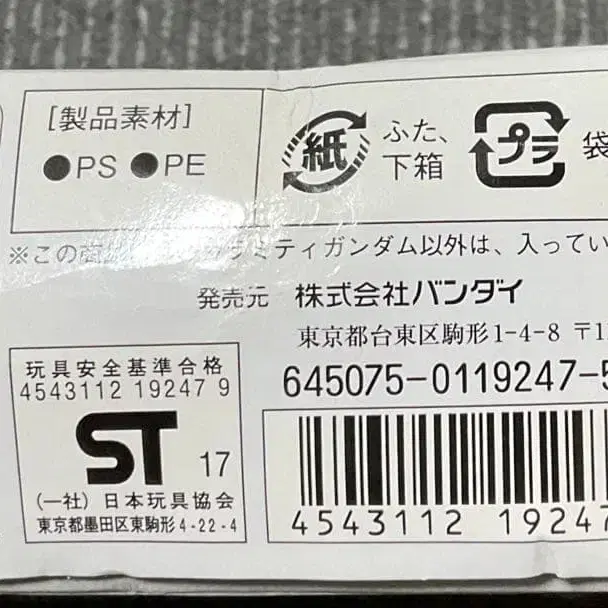 [製品素材]
●PS ●PE
紙
ふた、
下箱
プラ
袋
※この商
ラミティガンダム以外は、入ってい
発売元 株式会社バンダイ
東京都台東区駒形1-4-8 〒1
645075-0119247-5
玩具安全基準合格
4543112 19247 9
ST 17
(一社)日本玩具協会
東京都墨田区東駒形4-22-4
4543112 19247